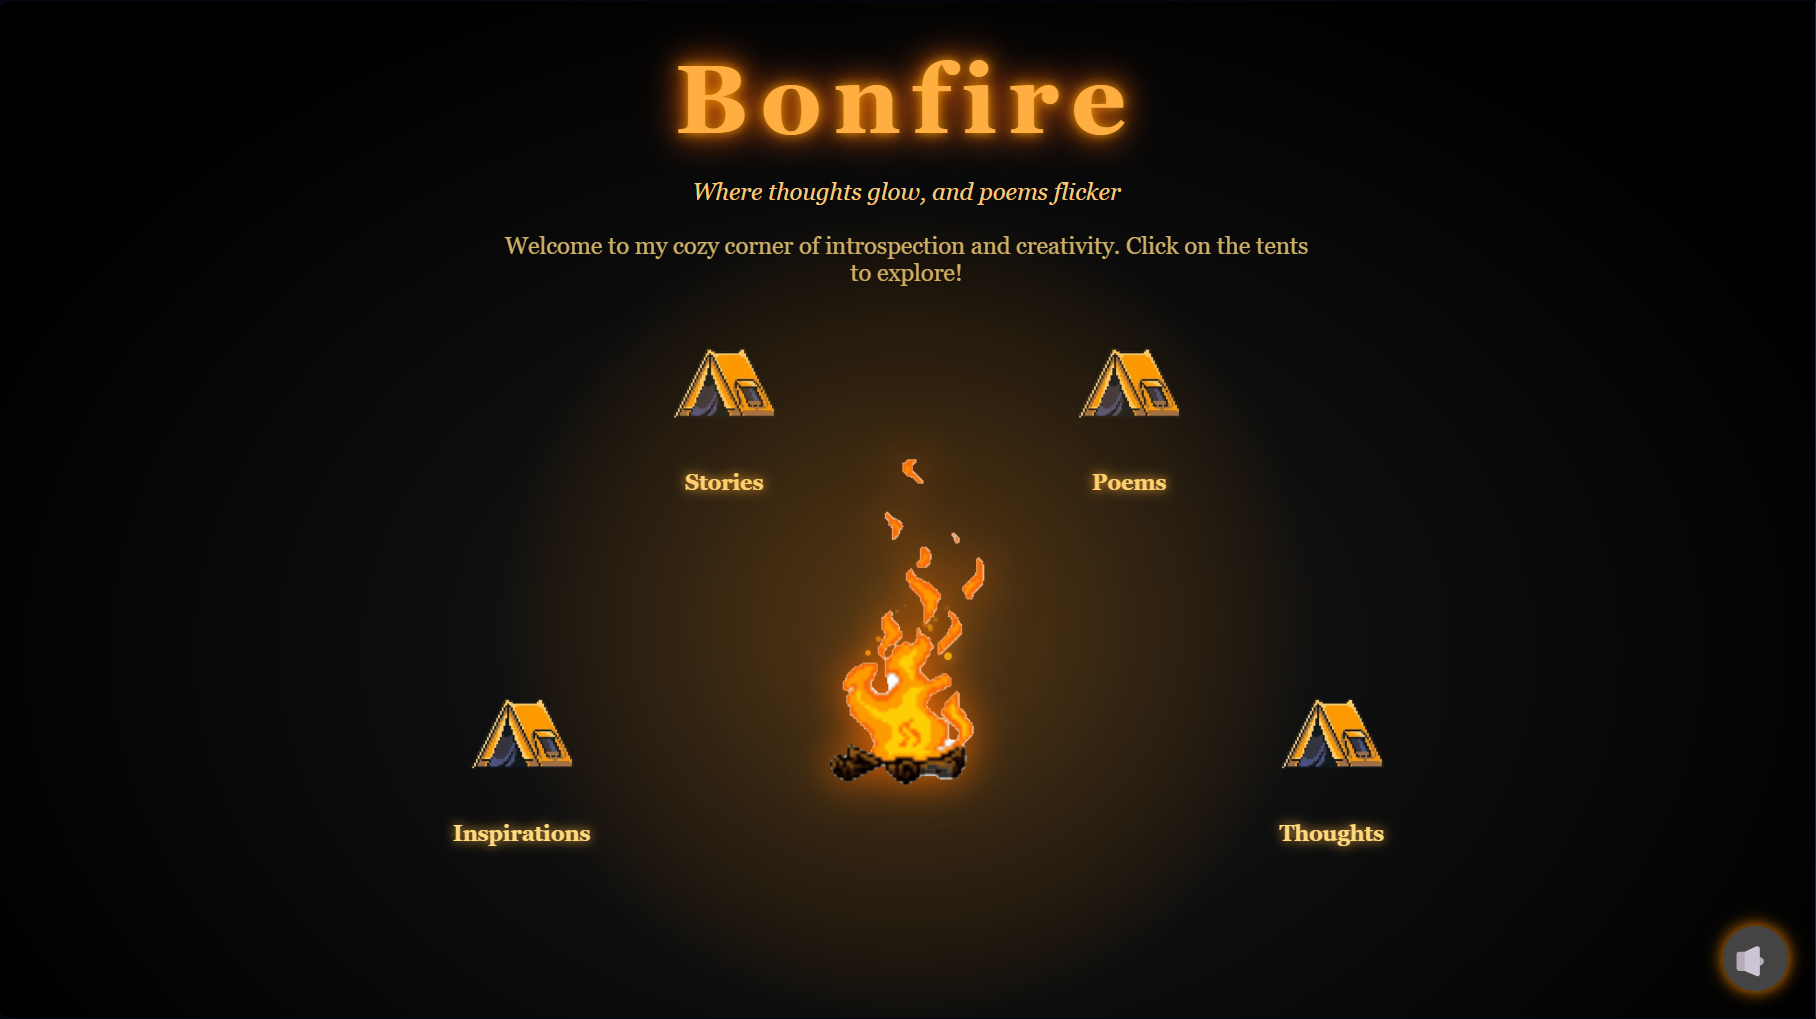 Bonfire
Where thoughts glow, and poems flicker
Welcome to my cozy corner of introspection and creativity. Click on the tents
to explore!
Stories
Poems
Inspirations
Thoughts